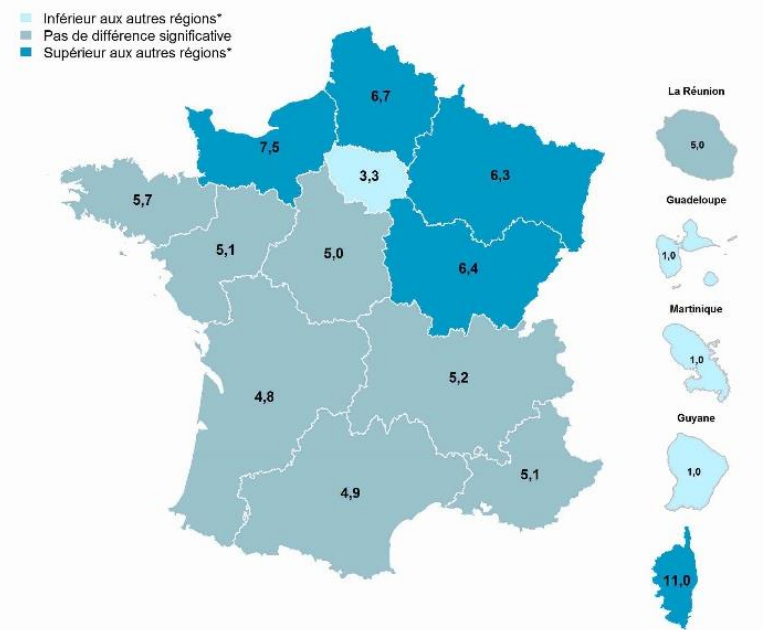 Inférieur aux autres régions*
Pas de différence significative
Supérieur aux autres régions*
6,7
La Réunion
5,0
7,5
3,3
6,3
5,7
Guadeloupe
1,0
5,1
5,0
6,4
Martinique
1,0
5,2
4,8
Guyane
1,0
5,1
4,9
11,0